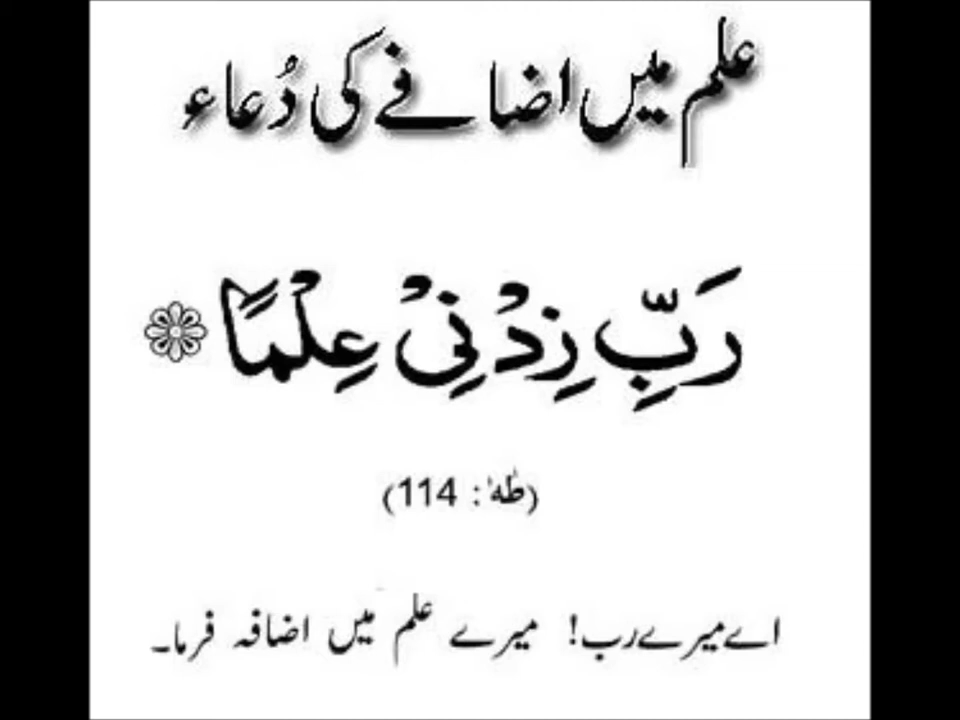 علم میں اضافے کی دُعاء
رَبِّ زِدْنِیْ عِلْمًا
(طٰهٰ: 114)
اے میرے رب! میرے علم میں اضافہ فرما۔